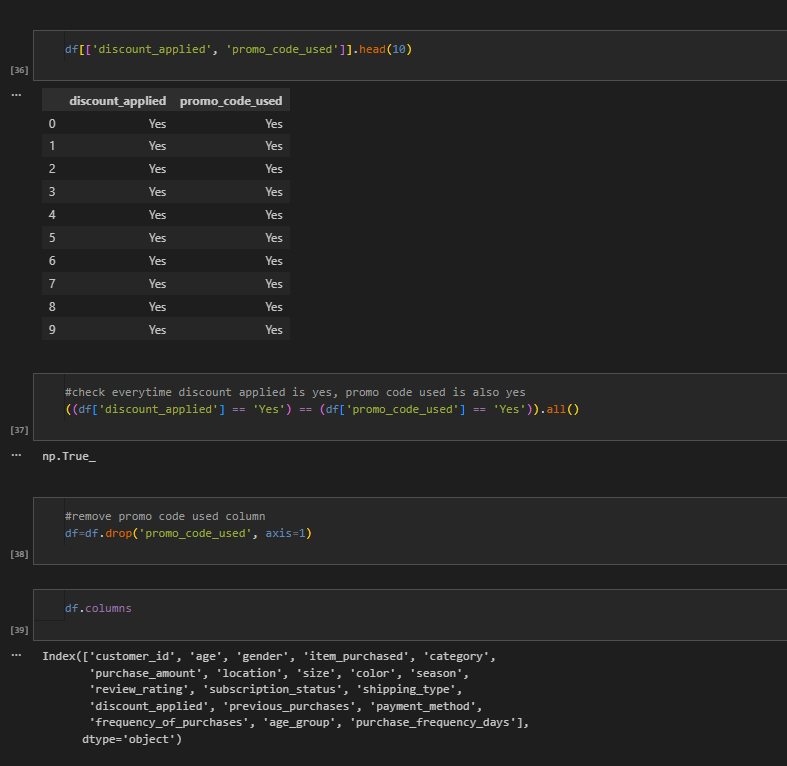 df[['discount_applied', 'promo_code_used']].head(10)
[36]
...
discount_applied promo_code_used
0 Yes Yes
1 Yes Yes
2 Yes Yes
3 Yes Yes
4 Yes Yes
5 Yes Yes
6 Yes Yes
7 Yes Yes
8 Yes Yes
9 Yes Yes
#check everytime discount applied is yes, promo code used is also yes
((df['discount_applied'] == 'Yes') == (df['promo_code_used'] == 'Yes')).all()
[37]
...
np.True_
#remove promo code used column
df=df.drop('promo_code_used', axis=1)
[38]
df.columns
[39]
...
Index(['customer_id', 'age', 'gender', 'item_purchased', 'category',
'purchase_amount', 'location', 'size', 'color', 'season',
'review_rating', 'subscription_status', 'shipping_type',
'discount_applied', 'previous_purchases', 'payment_method',
'frequency_of_purchases', 'age_group', 'purchase_frequency_days'],
dtype='object')